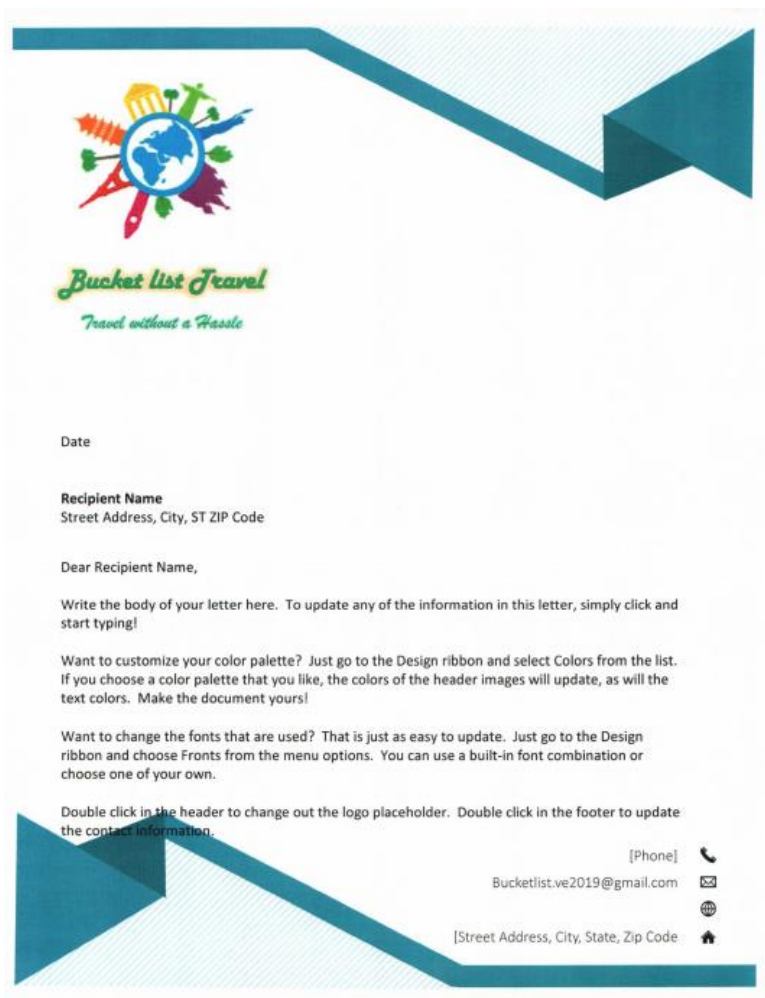 Bucket list Travel
Travel without a Hassle
Date
Recipient Name
Street Address, City, ST ZIP Code
Dear Recipient Name,
Write the body of your letter here.  To update any of the information in this letter, simply click and
start typing!
Want to customize your color palette?  Just go to the Design ribbon and select Colors from the list.
If you choose a color palette that you like, the colors of the header images will update, as will the
text colors.  Make the document yours!
Want to change the fonts that are used?  That is just as easy to update.  Just go to the Design
ribbon and choose Fronts from the menu options.  You can use a built-in font combination or
choose one of your own.
Double click in the header to change out the logo placeholder.  Double click in the footer to update
the contact information.
[Phone]
Bucketlist.ve2019@gmail.com
[Street Address, City, State, Zip Code